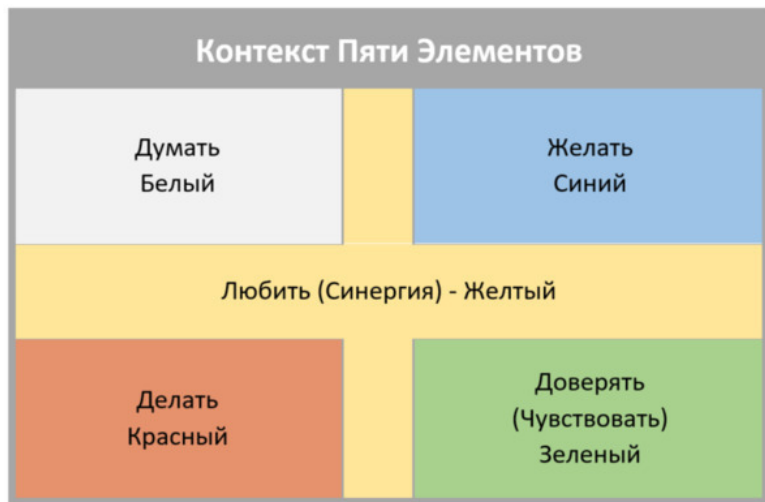 Контекст Пяти Элементов
Думать
Белый
Желать
Синий
Любить (Синергия) - Желтый
Делать
Красный
Доверять
(Чувствовать)
Зеленый